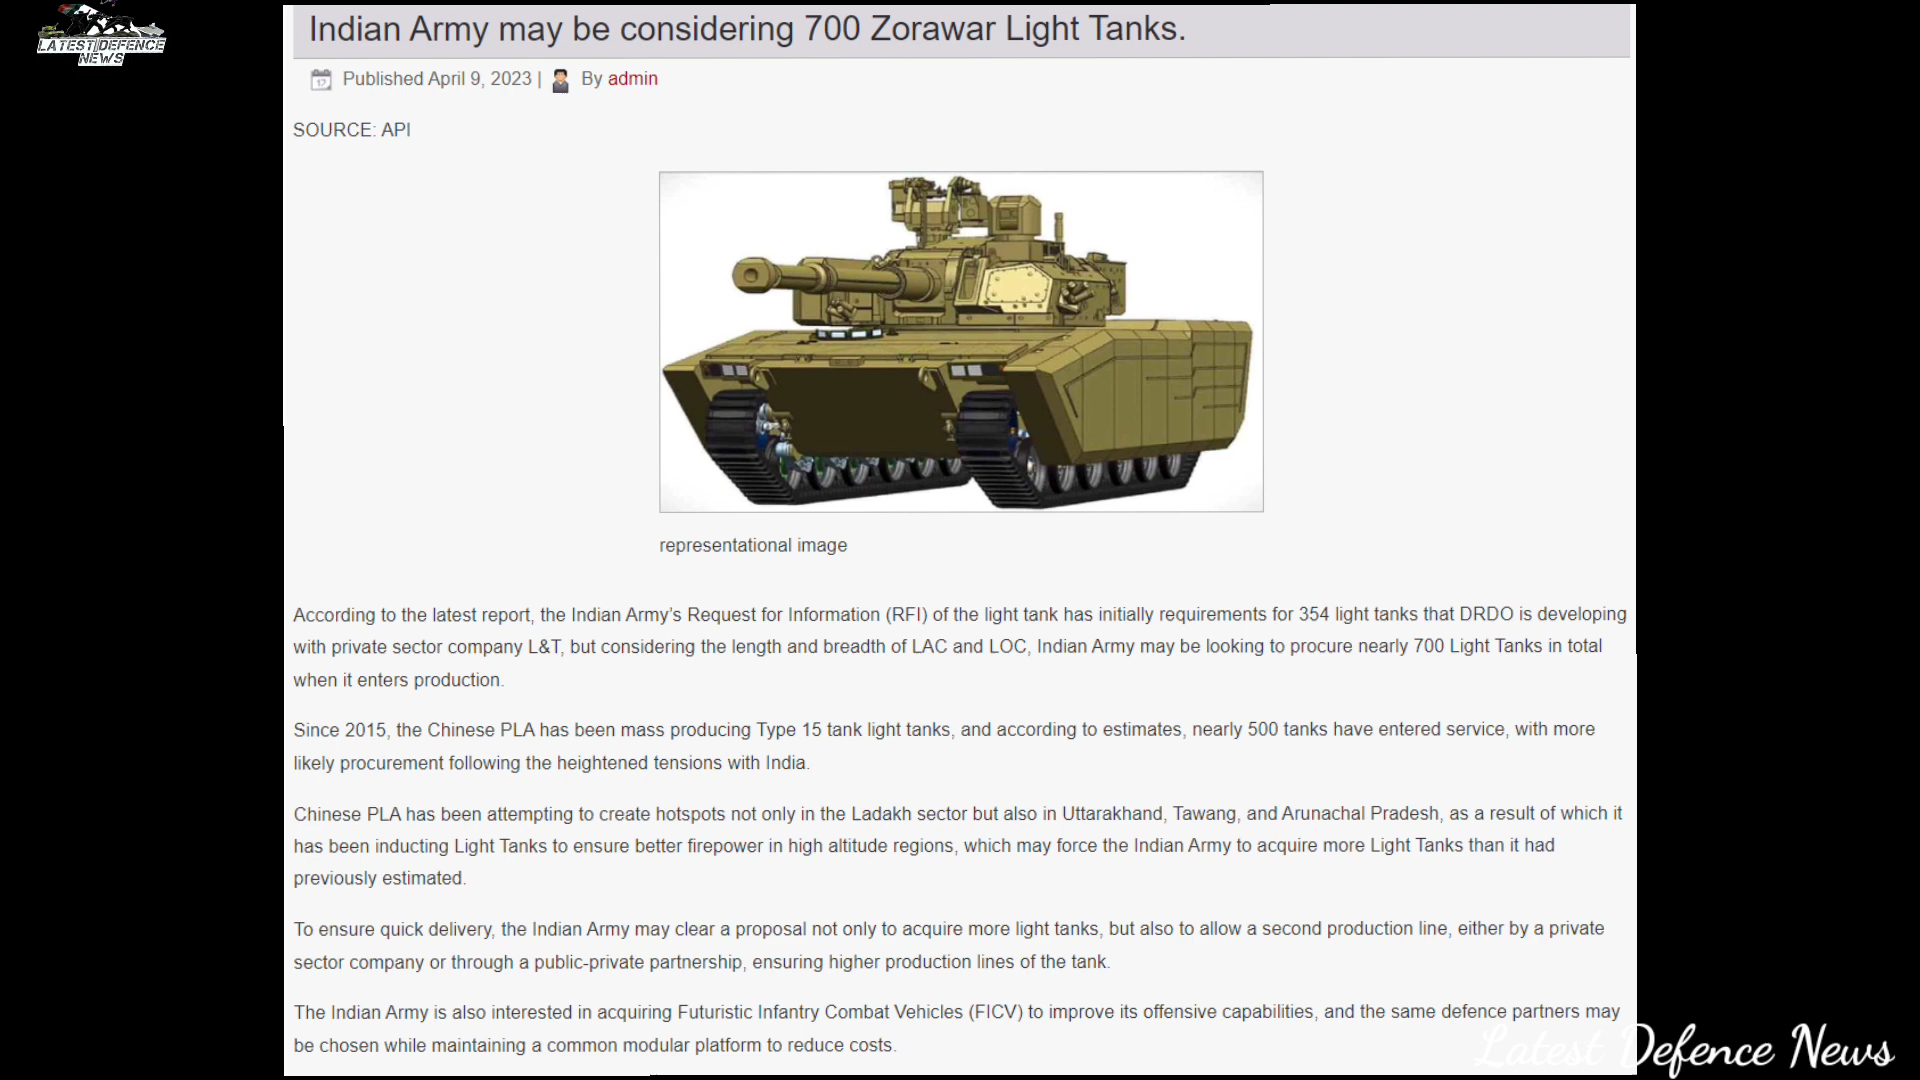 LATEST DEFENCE
NEWS
Indian Army may be considering 700 Zorawar Light Tanks.
Published April 9, 2023 | By admin
SOURCE: API
representational image
According to the latest report, the Indian Army's Request for Information (RFI) of the light tank has initially requirements for 354 light tanks that DRDO is developing
with private sector company L&T, but considering the length and breadth of LAC and LOC, Indian Army may be looking to procure nearly 700 Light Tanks in total
when it enters production.
Since 2015, the Chinese PLA has been mass producing Type 15 tank light tanks, and according to estimates, nearly 500 tanks have entered service, with more
likely procurement following the heightened tensions with India.
Chinese PLA has been attempting to create hotspots not only in the Ladakh sector but also in Uttarakhand, Tawang, and Arunachal Pradesh, as a result of which it
has been inducting Light Tanks to ensure better firepower in high altitude regions, which may force the Indian Army to acquire more Light Tanks than it had
previously estimated.
To ensure quick delivery, the Indian Army may clear a proposal not only to acquire more light tanks, but also to allow a second production line, either by a private
sector company or through a public-private partnership, ensuring higher production lines of the tank.
The Indian Army is also interested in acquiring Futuristic Infantry Combat Vehicles (FICV) to improve its offensive capabilities, and the same defence partners may
be chosen while maintaining a common modular platform to reduce costs.
Latest Defence News